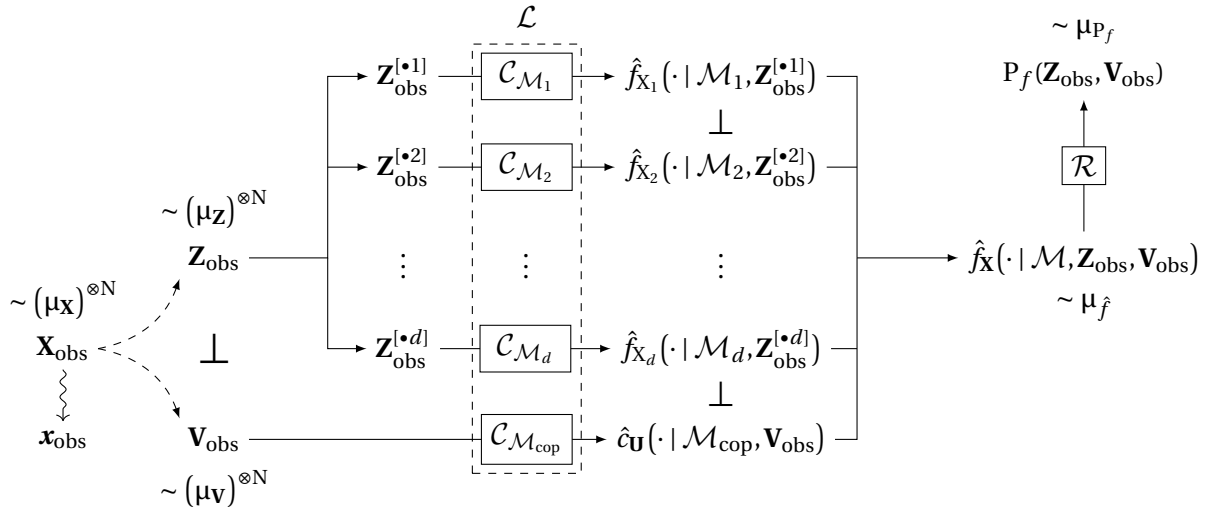 ℒ
∼ μ_{P_f}
Z_obs^{[•1]} 𝒞_{ℳ_1} f̂_{X_1}(· | ℳ_1, Z_obs^{[•1]}) P_f(Z_obs, V_obs)
⊥
Z_obs^{[•2]} 𝒞_{ℳ_2} f̂_{X_2}(· | ℳ_2, Z_obs^{[•2]}) ℛ
∼ (μ_Z)^{⊗N}
Z_obs ⋮ ⋮ ⋮ f̂_X(· | ℳ, Z_obs, V_obs)
∼ (μ_X)^{⊗N} ∼ μ_f̂
X_obs ⊥ Z_obs^{[•d]} 𝒞_{ℳ_d} f̂_{X_d}(· | ℳ_d, Z_obs^{[•d]})
⊥
x_obs V_obs 𝒞_{ℳ_cop} ĉ_U(· | ℳ_cop, V_obs)
∼ (μ_V)^{⊗N}